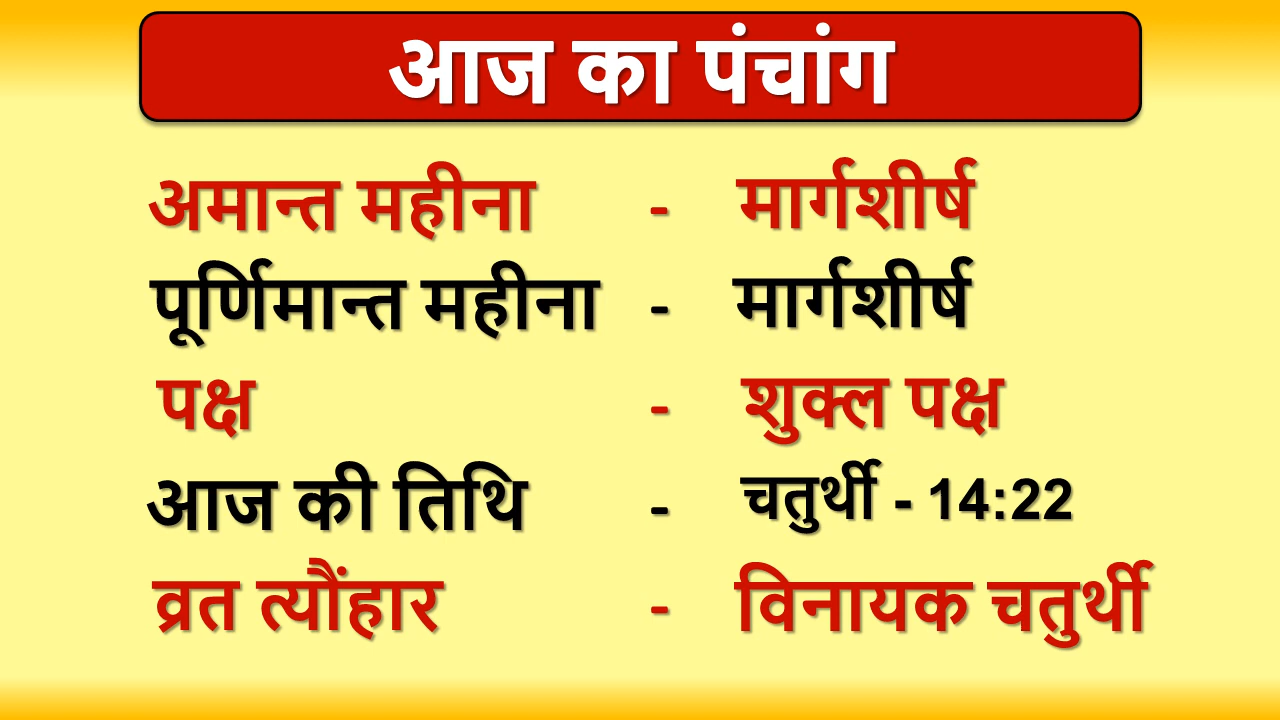 आज का पंचांग
अमान्त महीना - मार्गशीर्ष
पूर्णिमान्त महीना - मार्गशीर्ष
पक्ष - शुक्ल पक्ष
आज की तिथि - चतुर्थी - 14:22
व्रत त्यौंहार - विनायक चतुर्थी